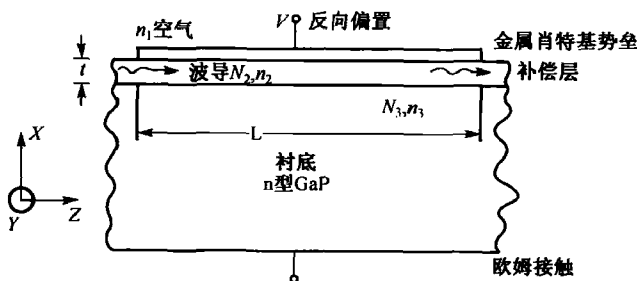 V 反向偏置
n₁空气
金属肖特基势垒
t
波导N₂,n₂
补偿层
N₃,n₃
L
X
衬底
n型GaP
Y
Z
欧姆接触